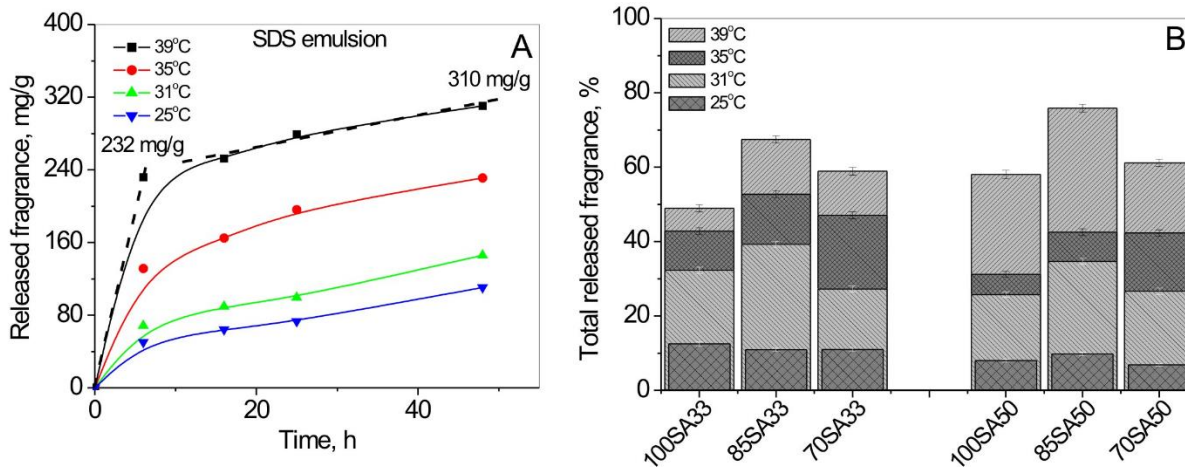 SDS emulsion
A
39°C
35°C
31°C
25°C
232 mg/g
310 mg/g
Released fragrance, mg/g
400
320
240
160
80
0
0
20
40
Time, h
B
39°C
35°C
31°C
25°C
Total released fragrance, %
100
80
60
40
20
0
100SA33
85SA33
70SA33
100SA50
85SA50
70SA50